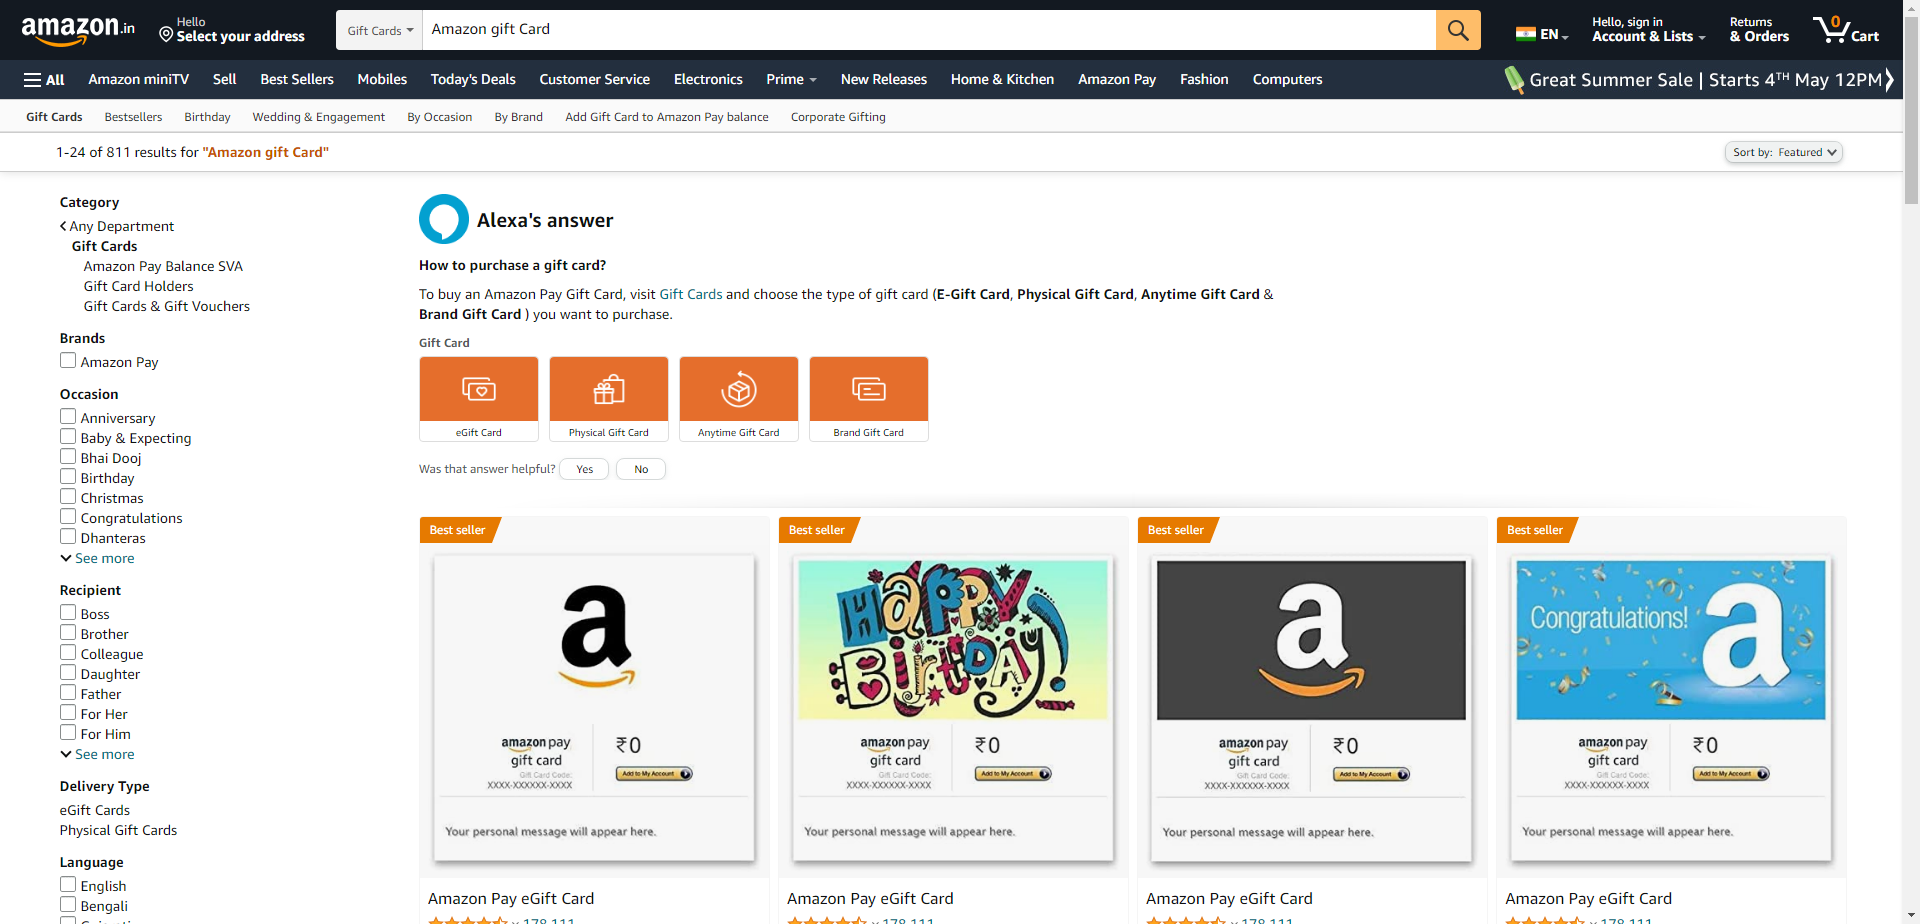 amazon.in
Hello
Select your address
Gift Cards
Amazon gift Card
EN
Hello, sign in
Account & Lists
Returns
& Orders
0
Cart
All
Amazon miniTV
Sell
Best Sellers
Mobiles
Today's Deals
Customer Service
Electronics
Prime
New Releases
Home & Kitchen
Amazon Pay
Fashion
Computers
Great Summer Sale | Starts 4TH May 12PM
Gift Cards
Bestsellers
Birthday
Wedding & Engagement
By Occasion
By Brand
Add Gift Card to Amazon Pay balance
Corporate Gifting
1-24 of 811 results for "Amazon gift Card"
Sort by: Featured
Category
Any Department
Gift Cards
Amazon Pay Balance SVA
Gift Card Holders
Gift Cards & Gift Vouchers
Brands
Amazon Pay
Occasion
Anniversary
Baby & Expecting
Bhai Dooj
Birthday
Christmas
Congratulations
Dhanteras
See more
Recipient
Boss
Brother
Colleague
Daughter
Father
For Her
For Him
See more
Delivery Type
eGift Cards
Physical Gift Cards
Language
English
Bengali
Alexa's answer
How to purchase a gift card?
To buy an Amazon Pay Gift Card, visit Gift Cards and choose the type of gift card (E-Gift Card, Physical Gift Card, Anytime Gift Card &
Brand Gift Card ) you want to purchase.
Gift Card
eGift Card
Physical Gift Card
Anytime Gift Card
Brand Gift Card
Was that answer helpful?
Yes
No
Best seller
a
amazon pay
gift card
₹0
Gift Card Code:
XXXX-XXXXXX-XXXX
Add to My Account
Your personal message will appear here.
Amazon Pay eGift Card
178,111
Best seller
Happy
Birthday!
amazon pay
gift card
₹0
Gift Card Code:
XXXX-XXXXXX-XXXX
Add to My Account
Your personal message will appear here.
Amazon Pay eGift Card
178,111
Best seller
a
amazon pay
gift card
₹0
Gift Card Code:
XXXX-XXXXXX-XXXX
Add to My Account
Your personal message will appear here.
Amazon Pay eGift Card
178,111
Best seller
Congratulations!
a
amazon pay
gift card
₹0
Gift Card Code:
XXXX-XXXXXX-XXXX
Add to My Account
Your personal message will appear here.
Amazon Pay eGift Card
178,111